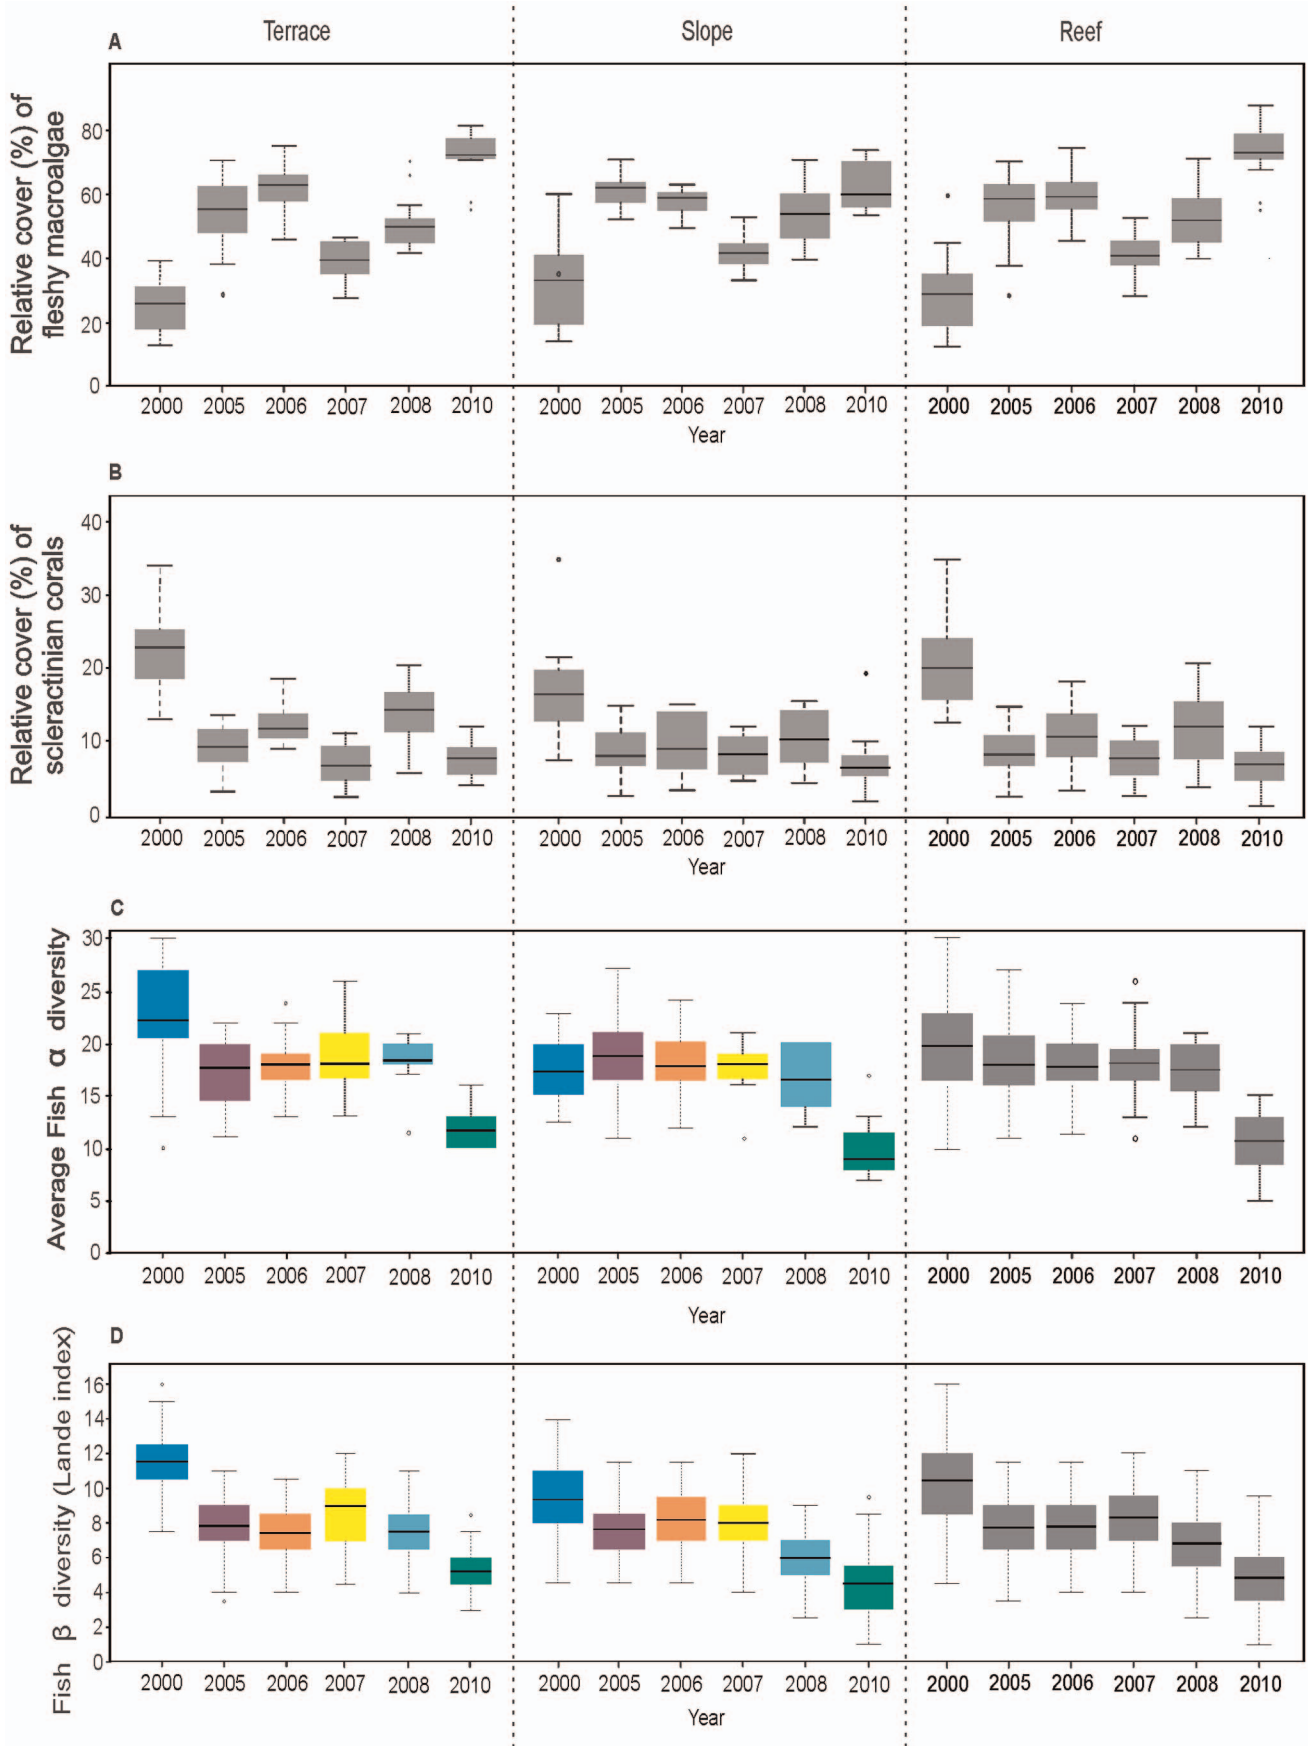 Terrace Slope Reef
A
Relative cover (%) of
fleshy macroalgae
80
60
40
20
0
2000 2005 2006 2007 2008 2010 2000 2005 2006 2007 2008 2010 2000 2005 2006 2007 2008 2010
Year
B
Relative cover (%) of
scleractinian corals
40
30
20
10
0
2000 2005 2006 2007 2008 2010 2000 2005 2006 2007 2008 2010 2000 2005 2006 2007 2008 2010
Year
C
Average Fish α diversity
30
25
20
15
10
5
0
2000 2005 2006 2007 2008 2010 2000 2005 2006 2007 2008 2010 2000 2005 2006 2007 2008 2010
Year
D
Fish β diversity (Lande index)
16
14
12
10
8
6
4
2
0
2000 2005 2006 2007 2008 2010 2000 2005 2006 2007 2008 2010 2000 2005 2006 2007 2008 2010
Year